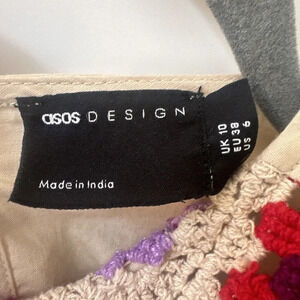 asos DESIGN
Made in India
UK 10
EU 38
US 6